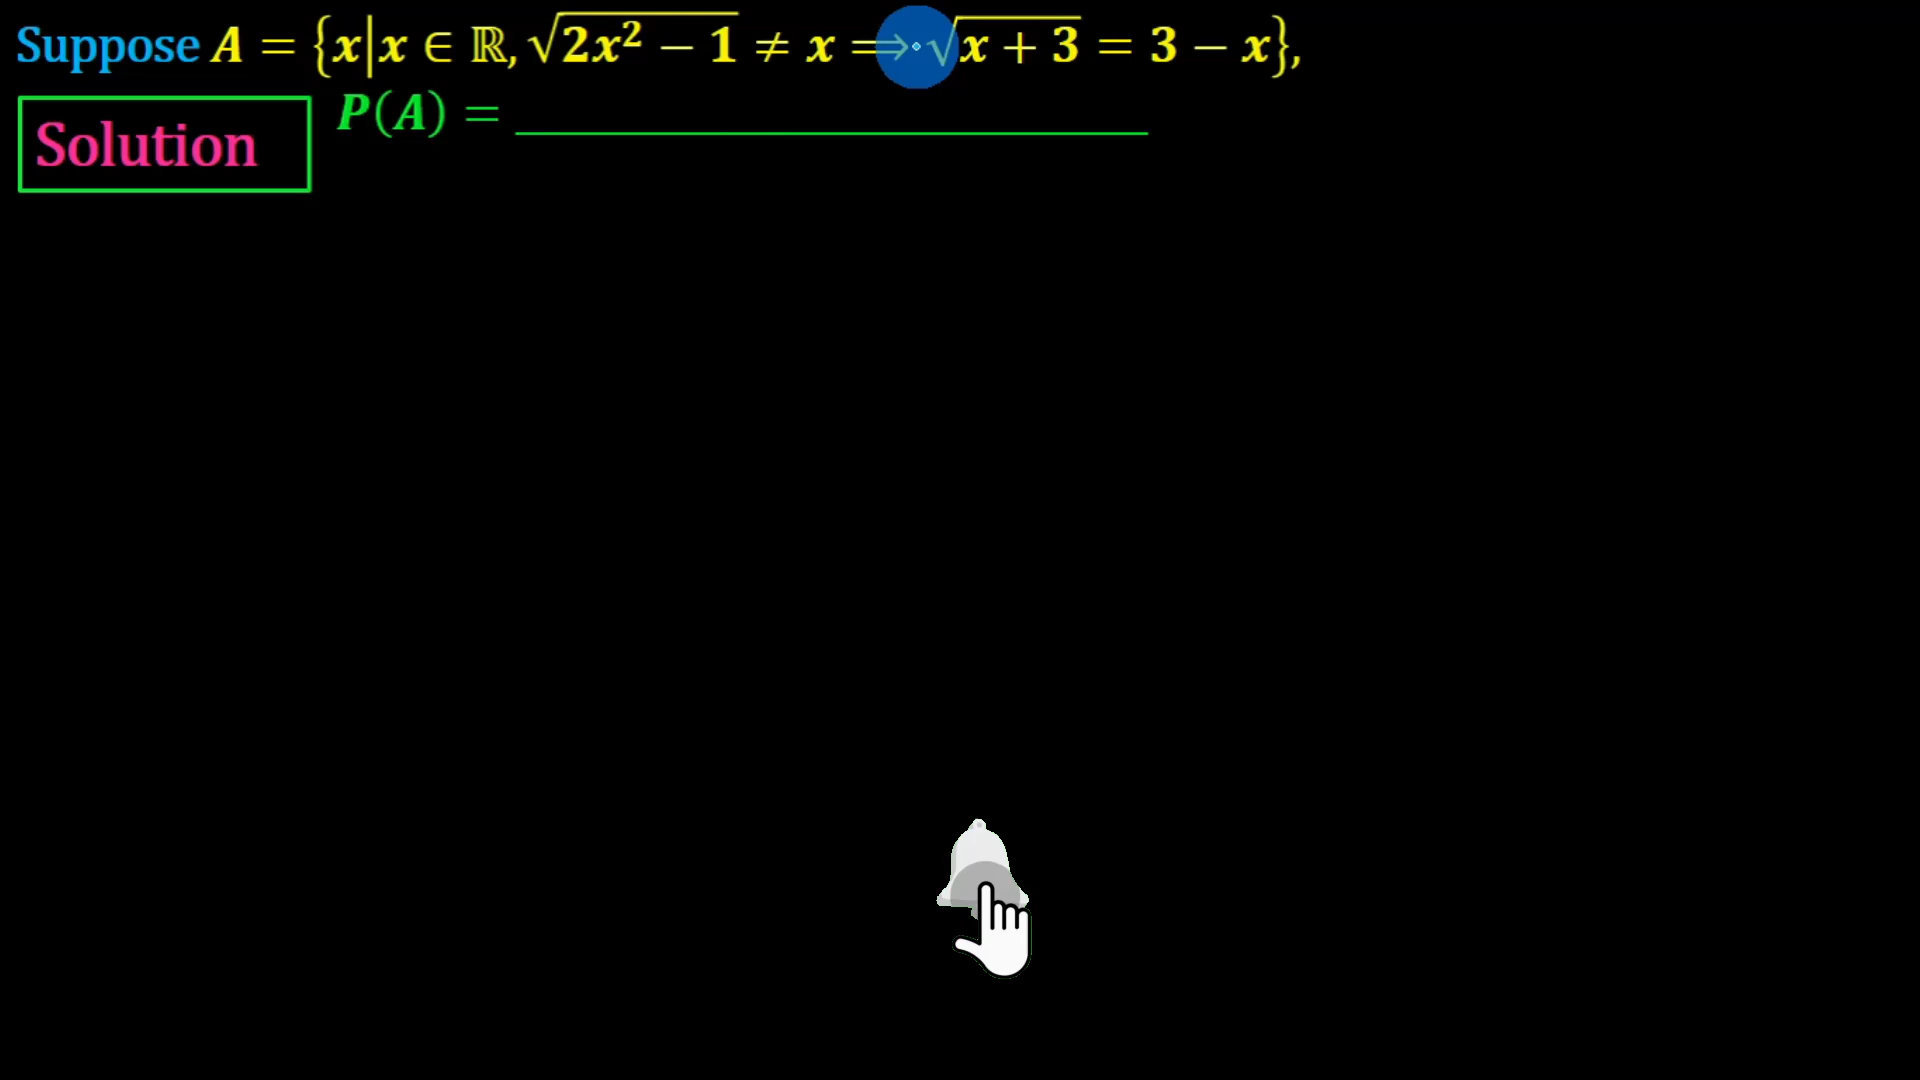 Suppose A = {x|x ∈ ℝ, √(2x² − 1) ≠ x ⟹ √(x + 3) = 3 − x},
P(A) = ____________________
Solution